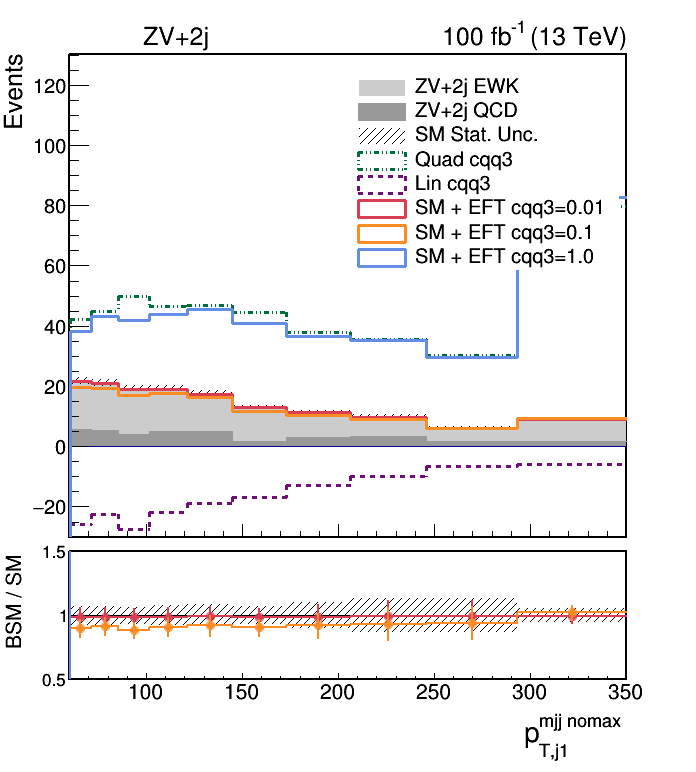 ZV+2j
100 fb-1 (13 TeV)
Events
120
100
80
60
40
20
0
−20
ZV+2j EWK
ZV+2j QCD
SM Stat. Unc.
Quad cqq3
Lin cqq3
SM + EFT cqq3=0.01
SM + EFT cqq3=0.1
SM + EFT cqq3=1.0
BSM / SM
1.5
1
0.5
100
150
200
250
300
350
p T,j1 mjj nomax